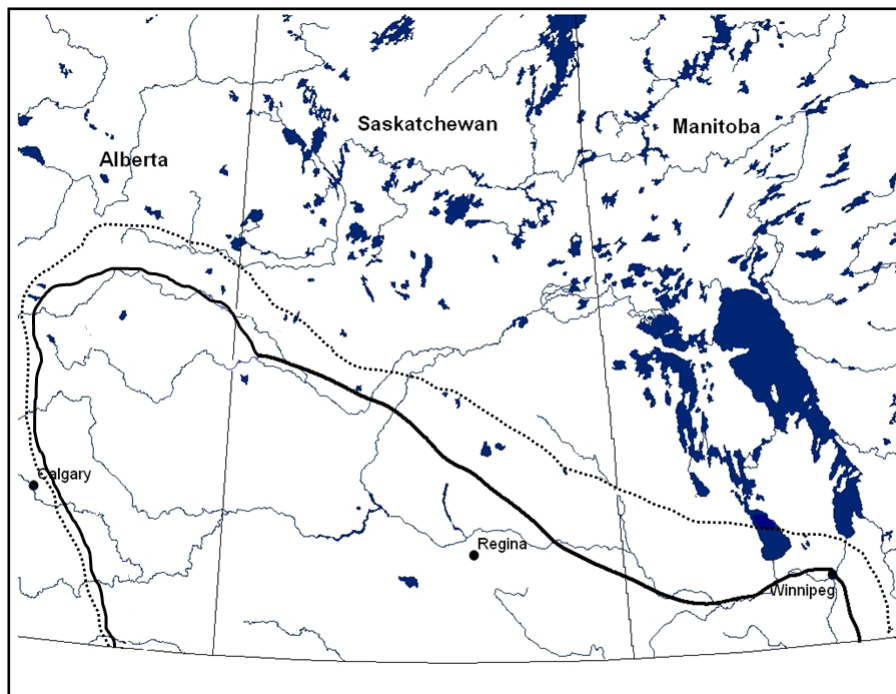 Saskatchewan
Manitoba
Alberta
Calgary
Regina
Winnipeg